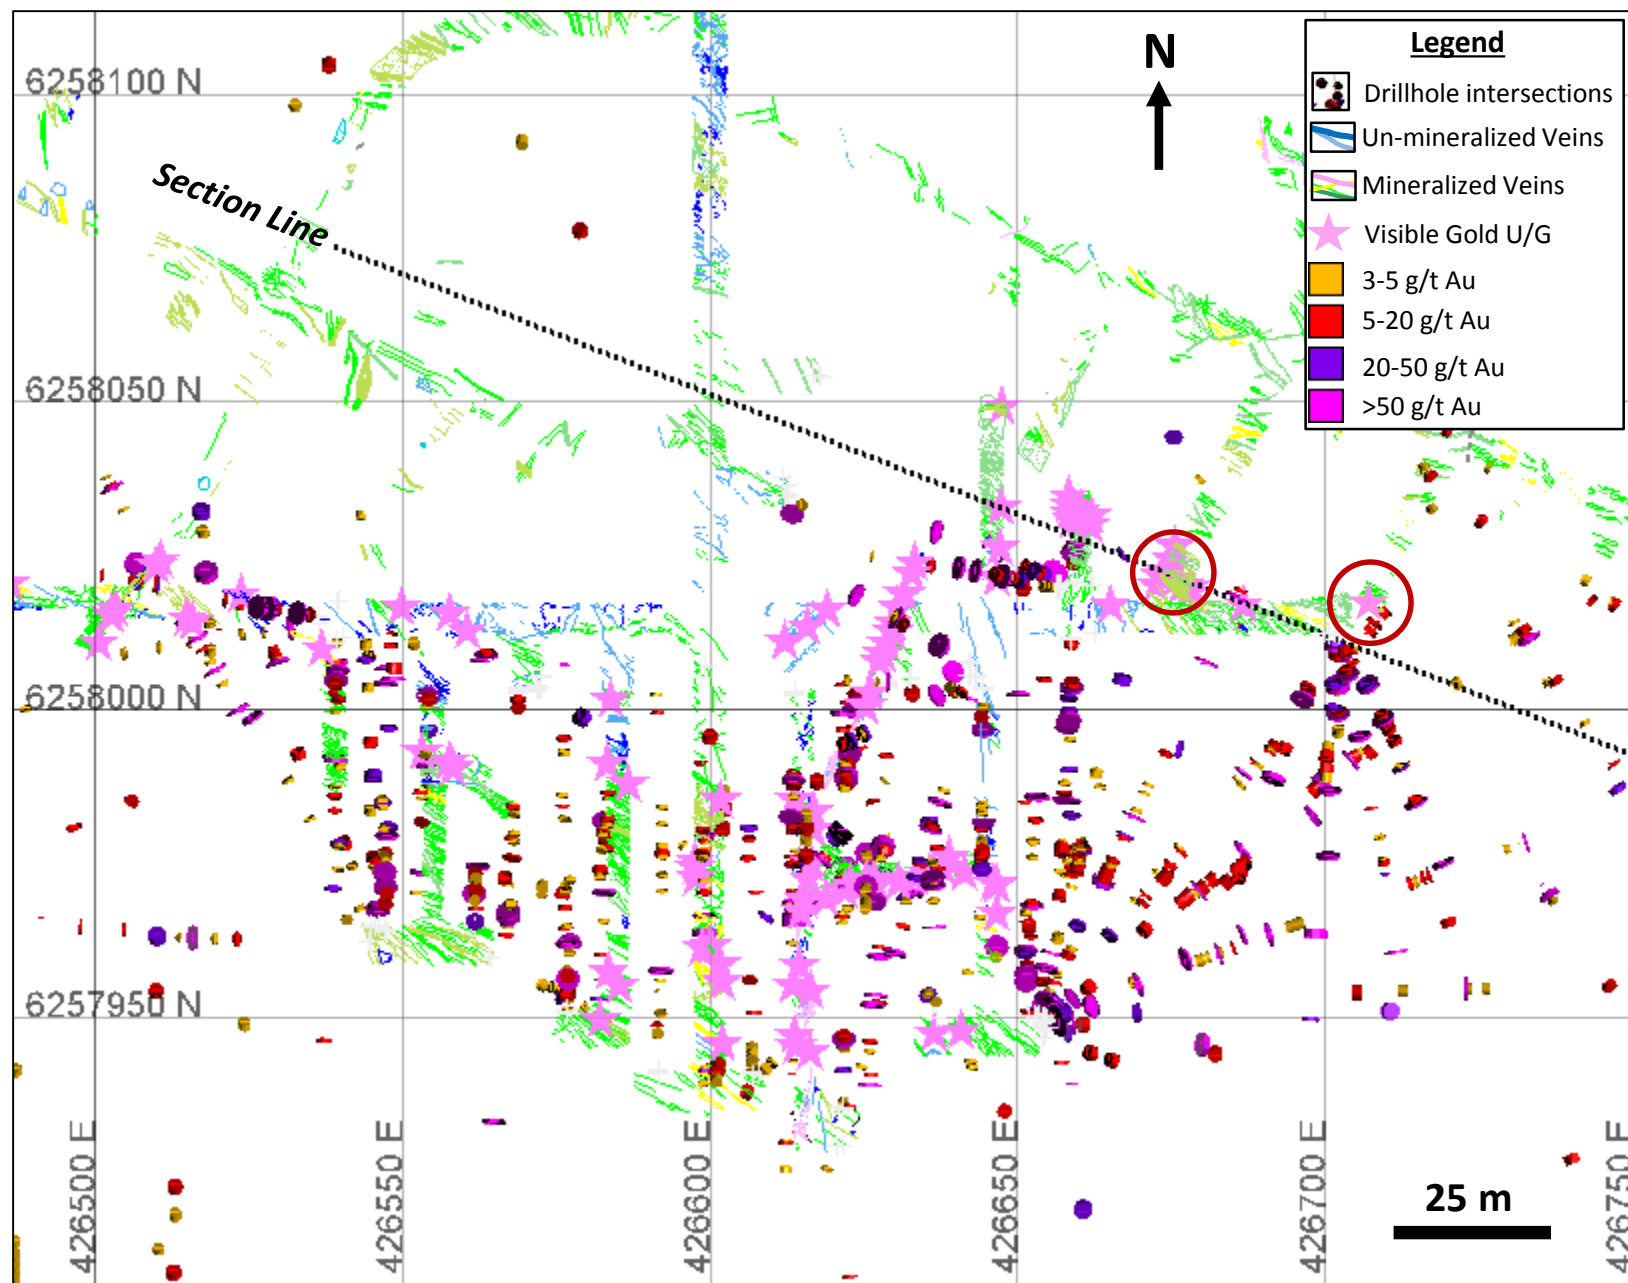 Legend
Drillhole intersections
Un-mineralized Veins
Mineralized Veins
Visible Gold U/G
3-5 g/t Au
5-20 g/t Au
20-50 g/t Au
>50 g/t Au
N
6258100 N
Section Line
6258050 N
6258000 N
6257950 N
426500 E
426550 E
426600 E
426650 E
426700 E
426750 E
25 m